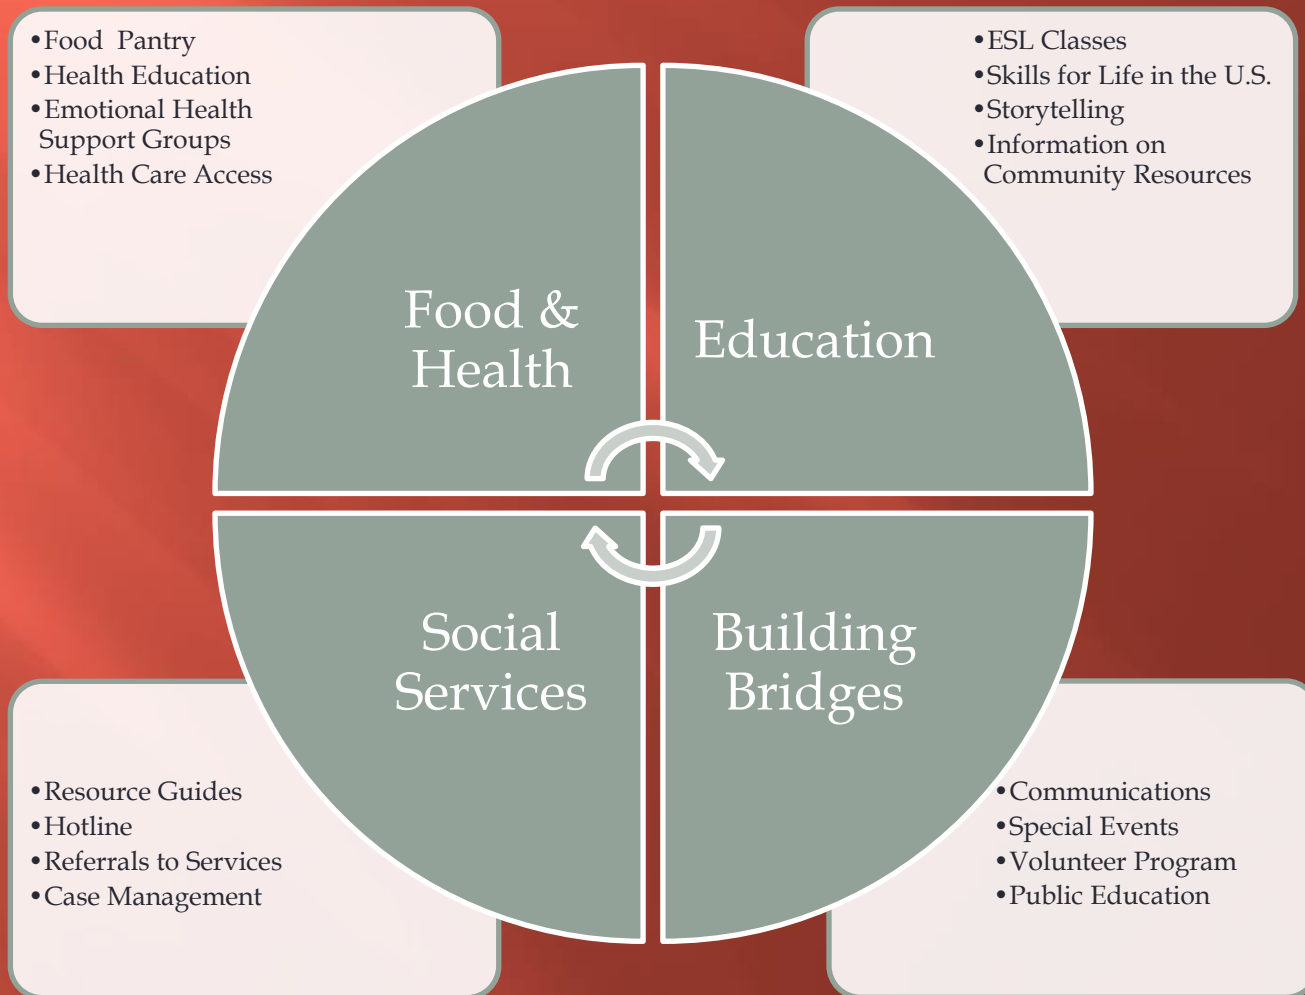 •Food  Pantry
•Health Education
•Emotional Health
Support Groups
•Health Care Access
•ESL Classes
•Skills for Life in the U.S.
•Storytelling
•Information on
Community Resources
Food &
Health
Education
Social
Services
Building
Bridges
•Resource Guides
•Hotline
•Referrals to Services
•Case Management
•Communications
•Special Events
•Volunteer Program
•Public Education